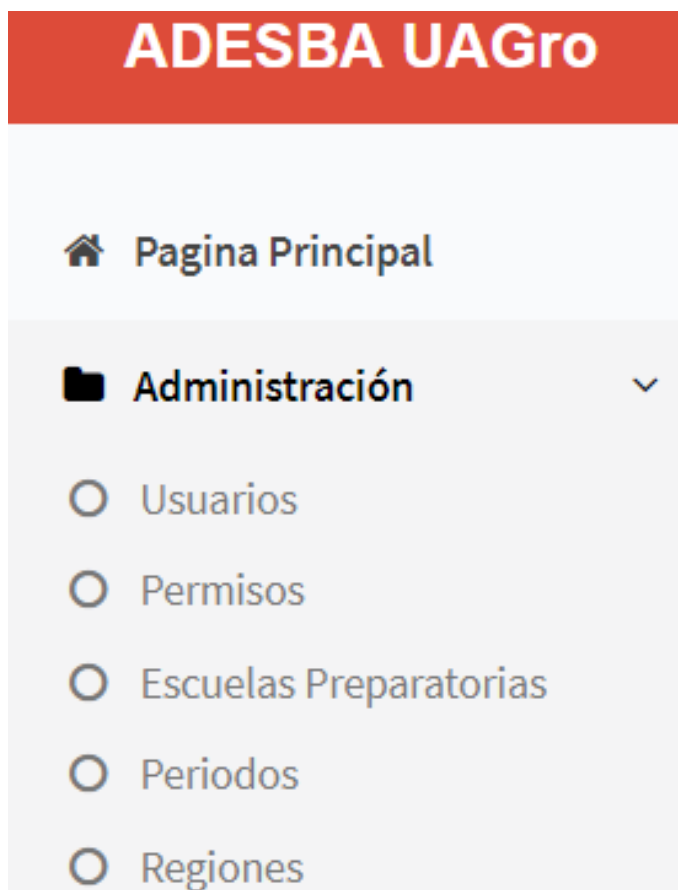 ADESBA UAGro
Pagina Principal
Administración
Usuarios
Permisos
Escuelas Preparatorias
Periodos
Regiones